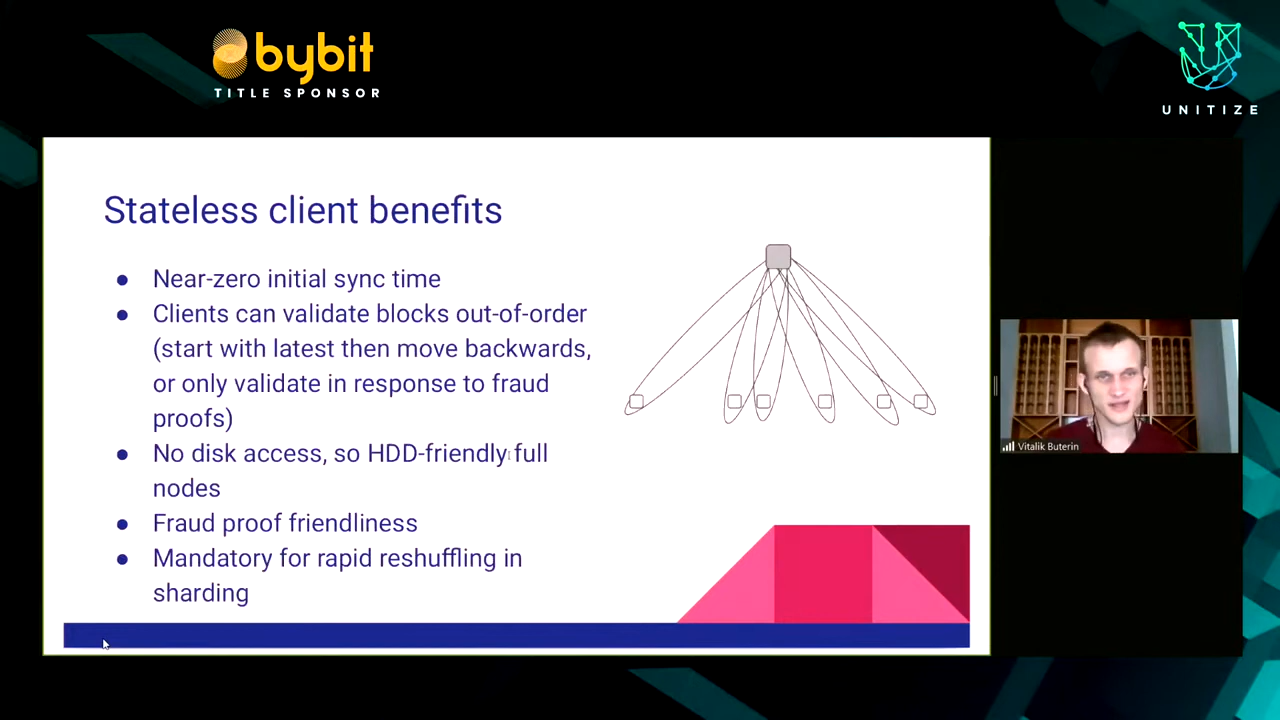 bybit
TITLE SPONSOR
UNITIZE
Stateless client benefits
● Near-zero initial sync time
● Clients can validate blocks out-of-order
(start with latest then move backwards,
or only validate in response to fraud
proofs)
● No disk access, so HDD-friendly full
nodes
● Fraud proof friendliness
● Mandatory for rapid reshuffling in
sharding
Vitalik Buterin